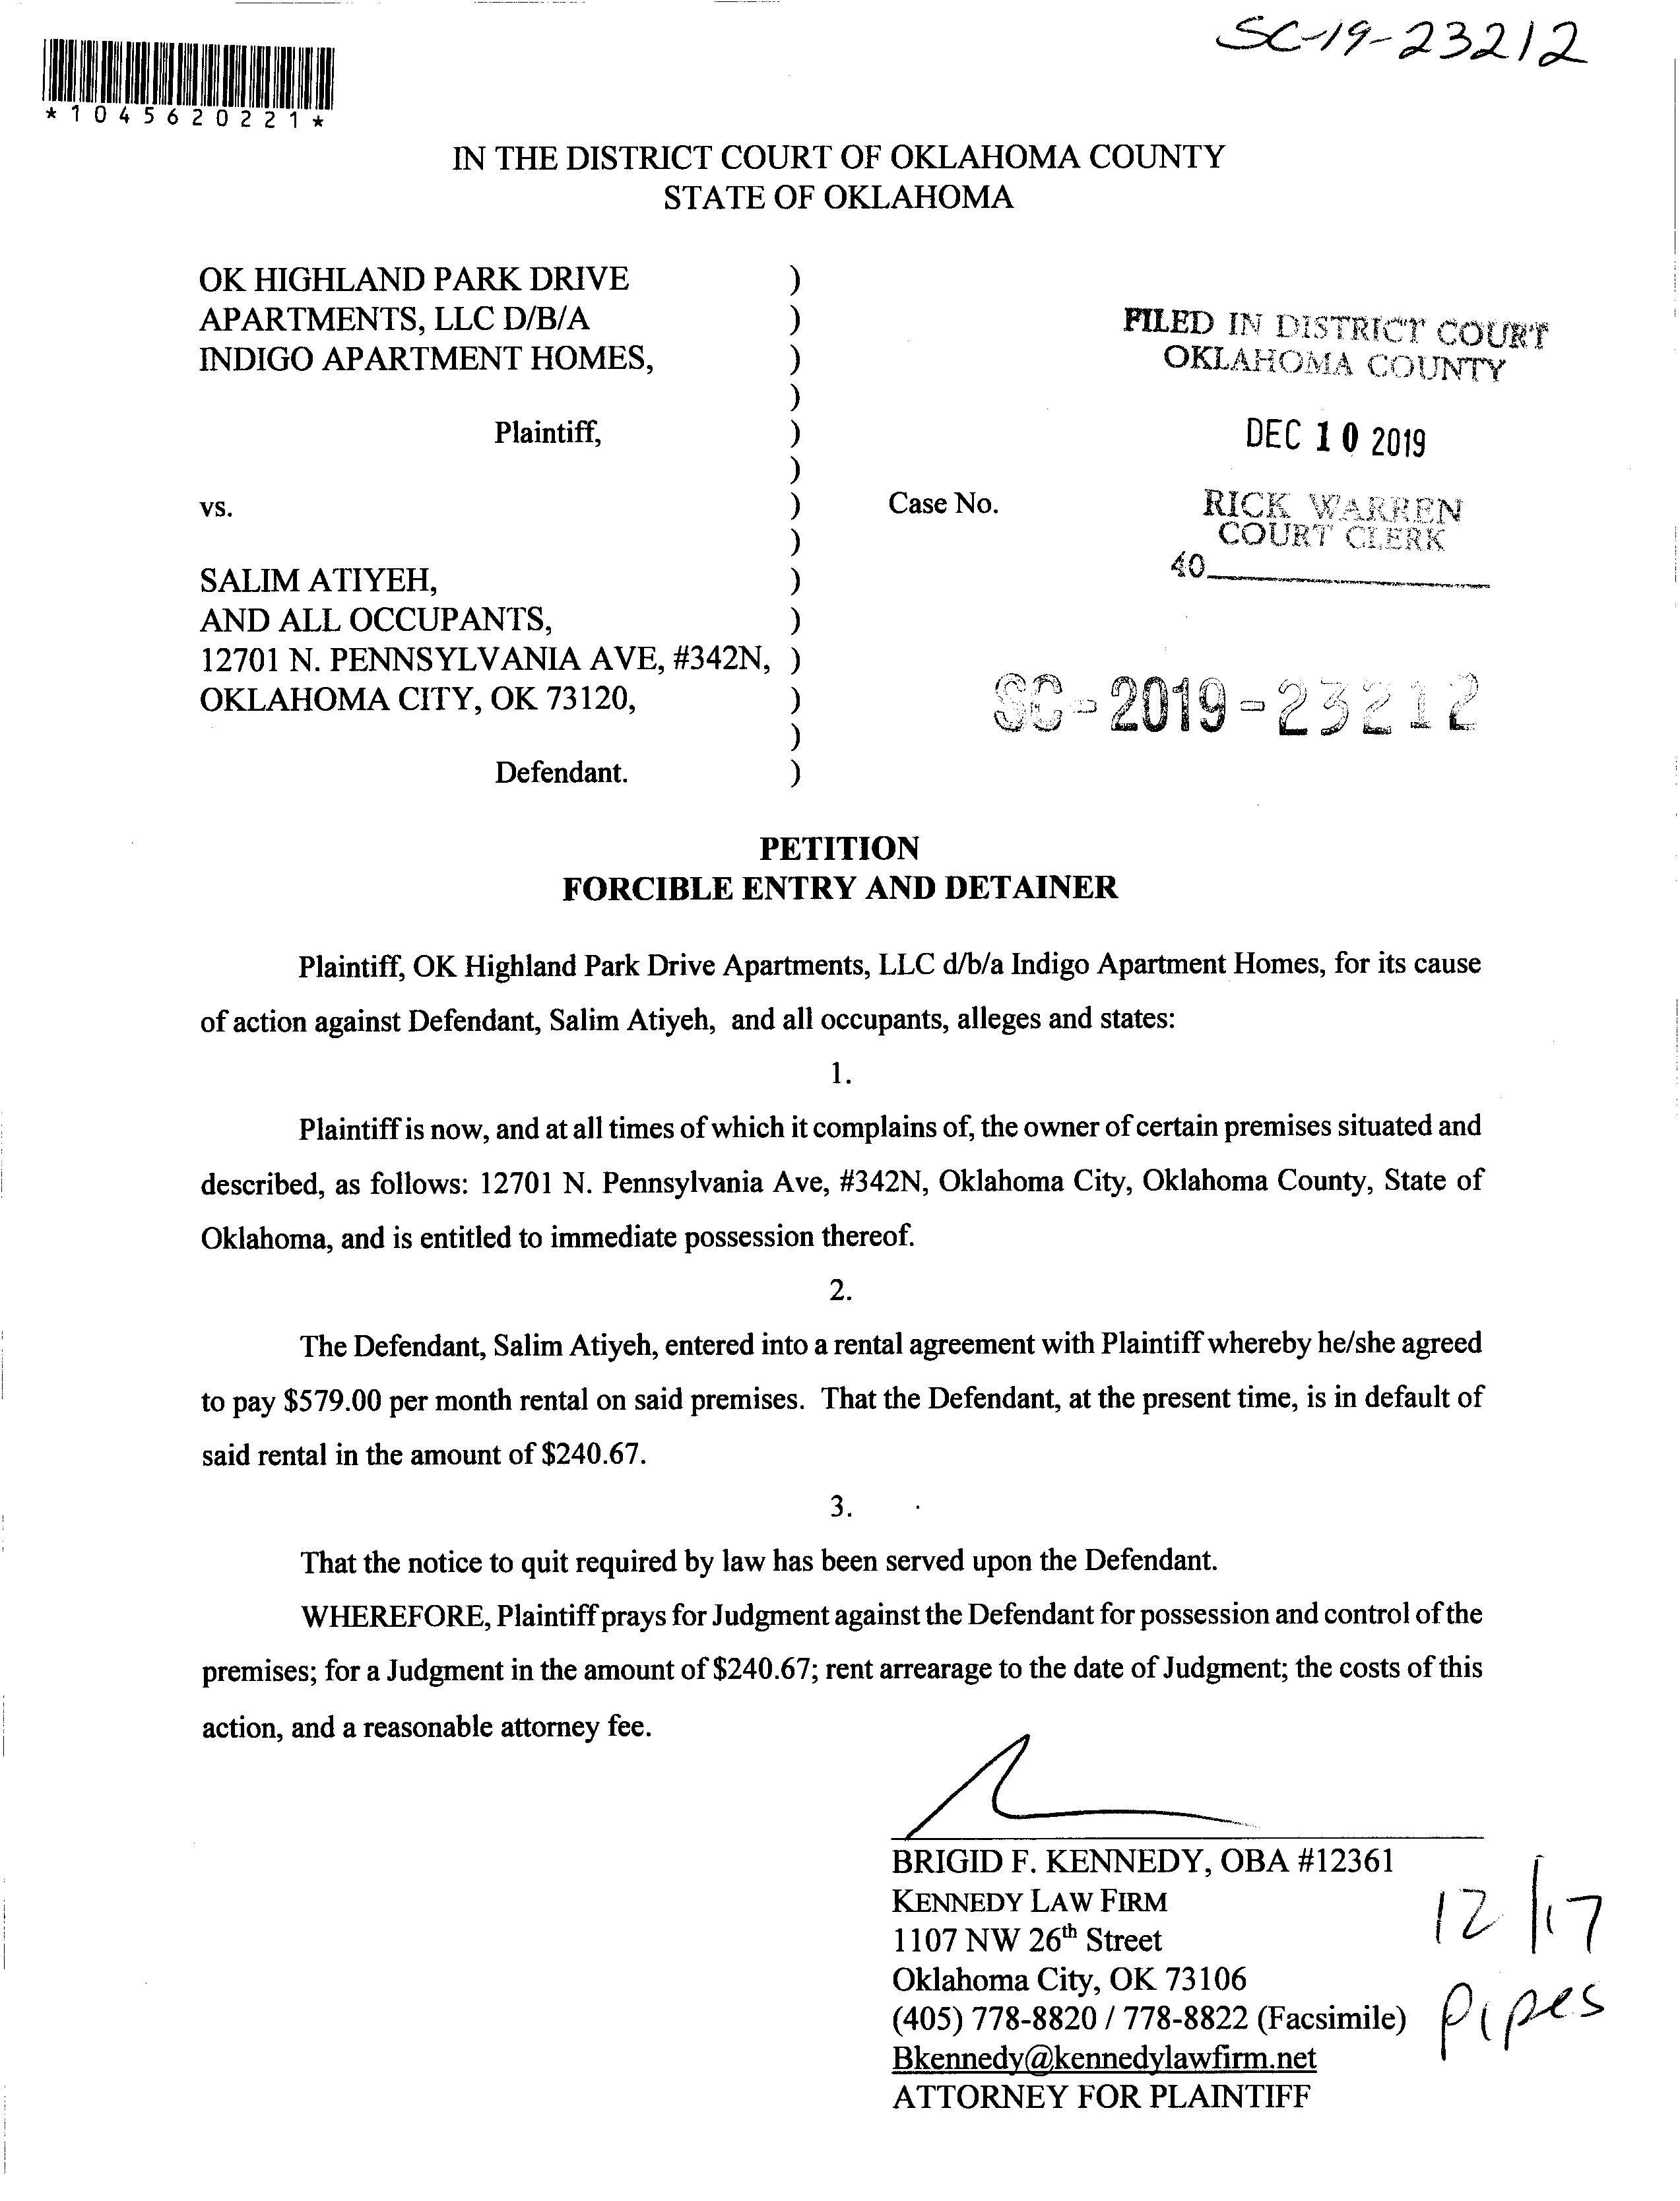 SC-19-23212
*1045620221*
IN THE DISTRICT COURT OF OKLAHOMA COUNTY
STATE OF OKLAHOMA
OK HIGHLAND PARK DRIVE )
APARTMENTS, LLC D/B/A )
INDIGO APARTMENT HOMES, )
)
Plaintiff, )
)
vs. ) Case No.
)
SALIM ATIYEH, )
AND ALL OCCUPANTS, )
12701 N. PENNSYLVANIA AVE, #342N, )
OKLAHOMA CITY, OK 73120, )
)
Defendant. )
FILED IN DISTRICT COURT
OKLAHOMA COUNTY
DEC 10 2019
RICK WARREN
COURT CLERK
40
SC-2019-23212
PETITION
FORCIBLE ENTRY AND DETAINER
Plaintiff, OK Highland Park Drive Apartments, LLC d/b/a Indigo Apartment Homes, for its cause
of action against Defendant, Salim Atiyeh, and all occupants, alleges and states:
1.
Plaintiff is now, and at all times of which it complains of, the owner of certain premises situated and
described, as follows: 12701 N. Pennsylvania Ave, #342N, Oklahoma City, Oklahoma County, State of
Oklahoma, and is entitled to immediate possession thereof.
2.
The Defendant, Salim Atiyeh, entered into a rental agreement with Plaintiff whereby he/she agreed
to pay $579.00 per month rental on said premises. That the Defendant, at the present time, is in default of
said rental in the amount of $240.67.
3.
That the notice to quit required by law has been served upon the Defendant.
WHEREFORE, Plaintiff prays for Judgment against the Defendant for possession and control of the
premises; for a Judgment in the amount of $240.67; rent arrearage to the date of Judgment; the costs of this
action, and a reasonable attorney fee.
BRIGID F. KENNEDY, OBA #12361
KENNEDY LAW FIRM
1107 NW 26th Street
Oklahoma City, OK 73106
(405) 778-8820 / 778-8822 (Facsimile)
Bkennedy@kennedylawfirm.net
ATTORNEY FOR PLAINTIFF
12/17
Pipes